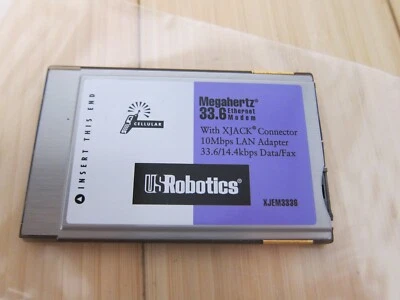 INSERT THIS END
CELLULAR
Megahertz®
33.6 Ethernet Modem
With XJACK® Connector
10Mbps LAN Adapter
33.6/14.4kbps Data/Fax
USRobotics®
XJEM3336